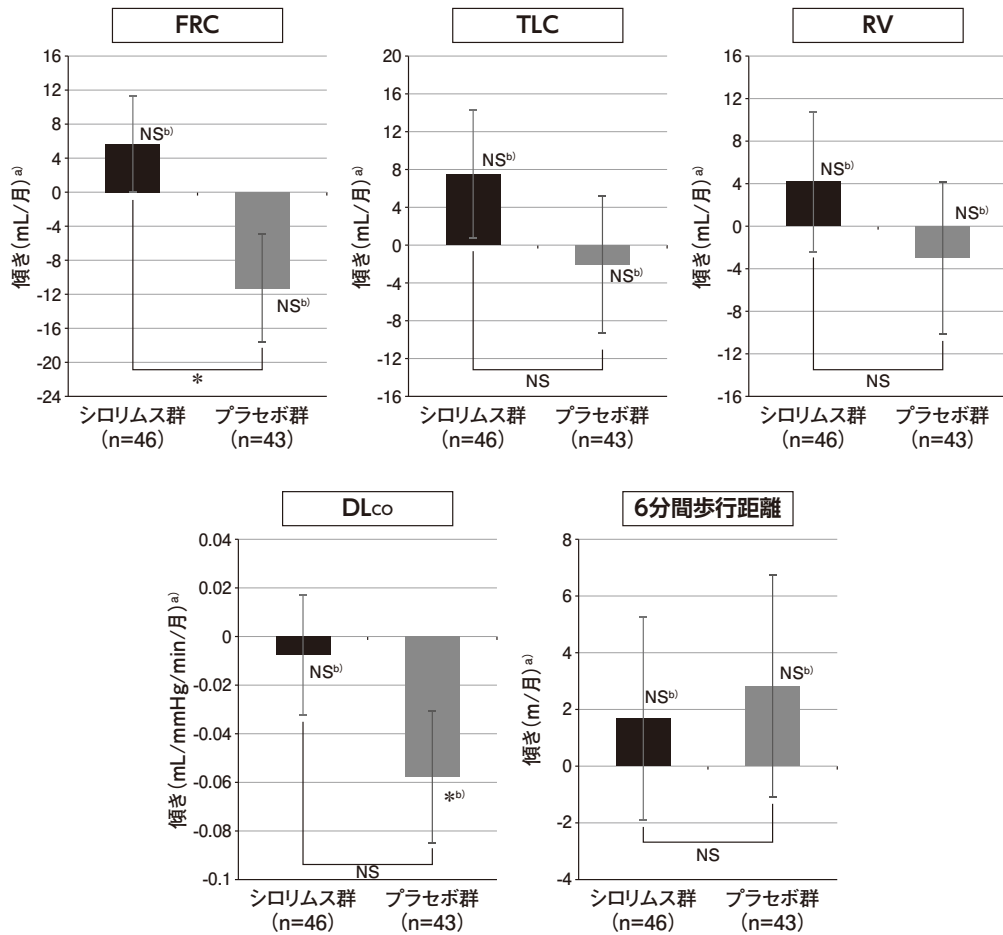 FRC
16
12
8
4
0
-4
-8
-12
-16
-20
-24
傾き(mL/月)a)
NSb)
NSb)
*
シロリムス群
(n=46)
プラセボ群
(n=43)
TLC
20
16
12
8
4
0
-4
-8
-12
-16
傾き(mL/月)a)
NSb)
NSb)
NS
シロリムス群
(n=46)
プラセボ群
(n=43)
RV
16
12
8
4
0
-4
-8
-12
-16
傾き(mL/月)a)
NSb)
NSb)
NS
シロリムス群
(n=46)
プラセボ群
(n=43)
DLco
0.04
0.02
0
-0.02
-0.04
-0.06
-0.08
-0.1
傾き(mL/mmHg/min/月)a)
NSb)
*b)
NS
シロリムス群
(n=46)
プラセボ群
(n=43)
6分間歩行距離
8
6
4
2
0
-2
-4
傾き(m/月)a)
NSb)
NSb)
NS
シロリムス群
(n=46)
プラセボ群
(n=43)